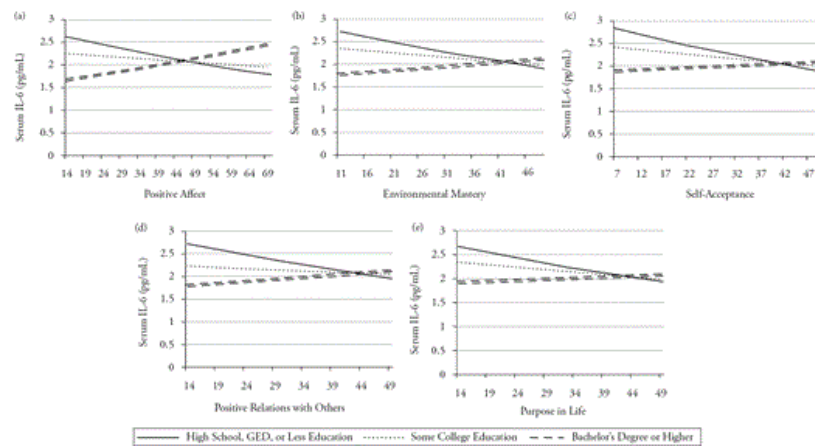 (a)
3
2.5
2
1.5
1
0.5
0
Serum IL-6 (pg/mL)
14 19 24 29 34 39 44 49 54 59 64 69
Positive Affect
(b)
3
2.5
2
1.5
1
0.5
0
Serum IL-6 (pg/mL)
11 16 21 26 31 36 41 46
Environmental Mastery
(c)
3
2.5
2
1.5
1
0.5
0
Serum IL-6 (pg/mL)
7 12 17 22 27 32 37 42 47
Self-Acceptance
(d)
3
2.5
2
1.5
1
0.5
0
Serum IL-6 (pg/mL)
14 19 24 29 34 39 44 49
Positive Relations with Others
(e)
3
2.5
2
1.5
1
0.5
0
Serum IL-6 (pg/mL)
14 19 24 29 34 39 44 49
Purpose in Life
High School, GED, or Less Education Some College Education Bachelor's Degree or Higher